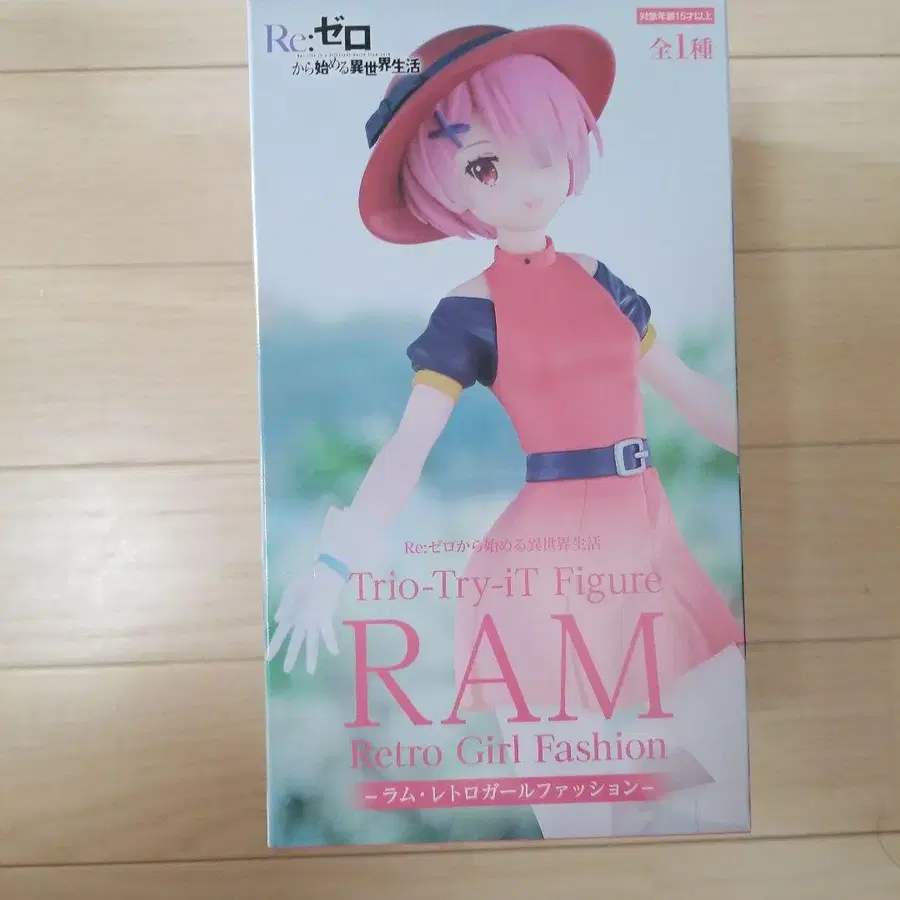 Re:ゼロ
から始める異世界生活
対象年齢15才以上
全1種
Re:ゼロから始める異世界生活
Trio-Try-iT Figure
RAM
Retro Girl Fashion
−ラム・レトロガールファッション−